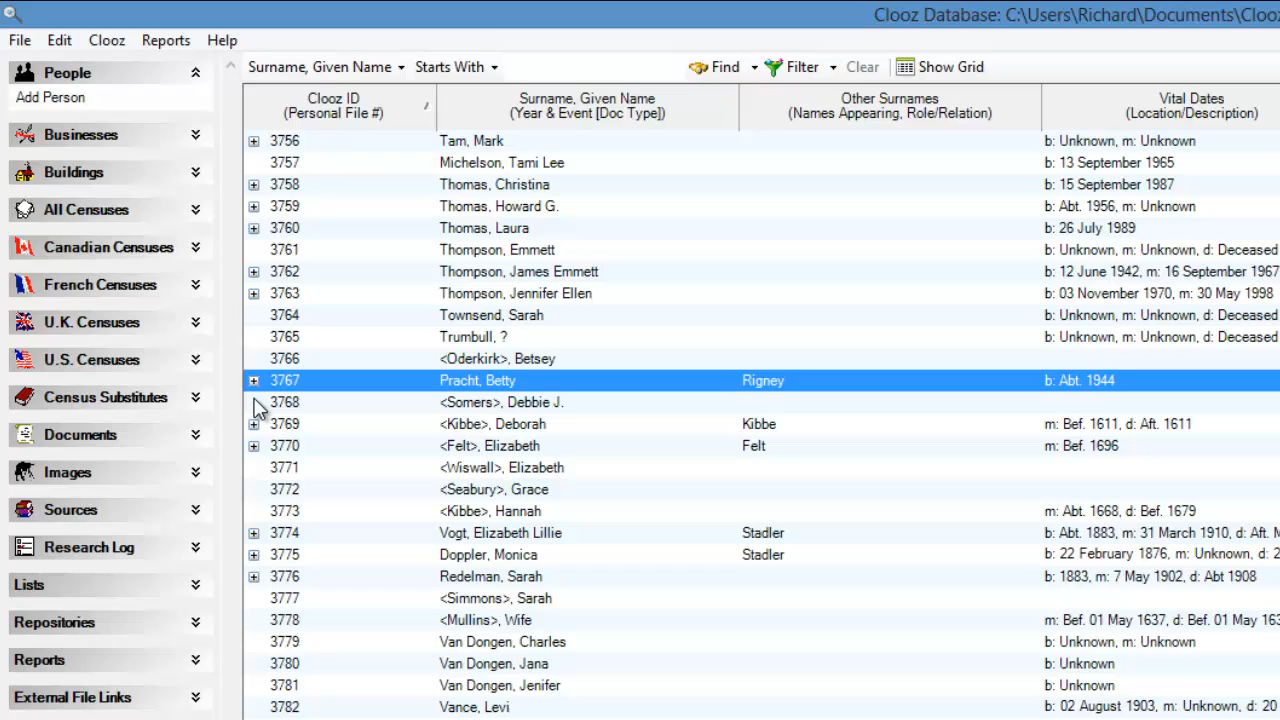 Clooz Database: C:\Users\Richard\Documents\Clooz
File Edit Clooz Reports Help
People
Add Person
Businesses
Buildings
All Censuses
Canadian Censuses
French Censuses
U.K. Censuses
U.S. Censuses
Census Substitutes
Documents
Images
Sources
Research Log
Lists
Repositories
Reports
External File Links
Surname, Given Name Starts With Find Filter Clear Show Grid
Clooz ID Surname, Given Name Other Surnames Vital Dates
(Personal File #) (Year & Event [Doc Type]) (Names Appearing, Role/Relation) (Location/Description)
3756 Tam, Mark b: Unknown, m: Unknown
3757 Michelson, Tami Lee b: 13 September 1965
3758 Thomas, Christina b: 15 September 1987
3759 Thomas, Howard G. b: Abt. 1956, m: Unknown
3760 Thomas, Laura b: 26 July 1989
3761 Thompson, Emmett b: Unknown, m: Unknown, d: Deceased
3762 Thompson, James Emmett b: 12 June 1942, m: 16 September 1967
3763 Thompson, Jennifer Ellen b: 03 November 1970, m: 30 May 1998
3764 Townsend, Sarah b: Unknown, m: Unknown, d: Deceased
3765 Trumbull, ? b: Unknown, m: Unknown, d: Deceased
3766 <Oderkirk>, Betsey
3767 Pracht, Betty Rigney b: Abt. 1944
3768 <Somers>, Debbie J.
3769 <Kibbe>, Deborah Kibbe m: Bef. 1611, d: Aft. 1611
3770 <Felt>, Elizabeth Felt m: Bef. 1696
3771 <Wiswall>, Elizabeth
3772 <Seabury>, Grace
3773 <Kibbe>, Hannah m: Abt. 1668, d: Bef. 1679
3774 Vogt, Elizabeth Lillie Stadler b: Abt. 1883, m: 31 March 1910, d: Aft. M
3775 Doppler, Monica Stadler b: 22 February 1876, m: Unknown, d: 2
3776 Redelman, Sarah b: 1883, m: 7 May 1902, d: Abt 1908
3777 <Simmons>, Sarah
3778 <Mullins>, Wife m: Bef. 01 May 1637, d: Bef. 01 May 163
3779 Van Dongen, Charles b: Unknown, m: Unknown
3780 Van Dongen, Jana b: Unknown
3781 Van Dongen, Jenifer b: Unknown
3782 Vance, Levi b: 02 August 1903, m: Unknown, d: 20